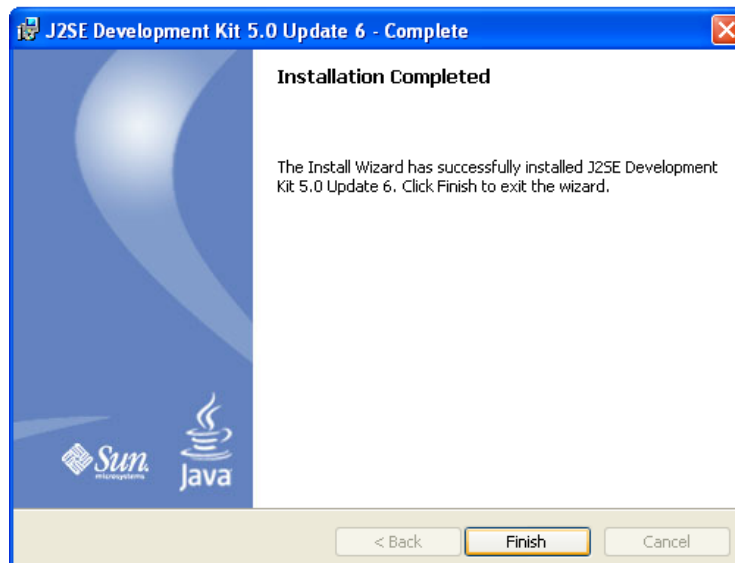 J2SE Development Kit 5.0 Update 6 - Complete
Installation Completed
The Install Wizard has successfully installed J2SE Development
Kit 5.0 Update 6. Click Finish to exit the wizard.
Sun
microsystems
Java
< Back
Finish
Cancel